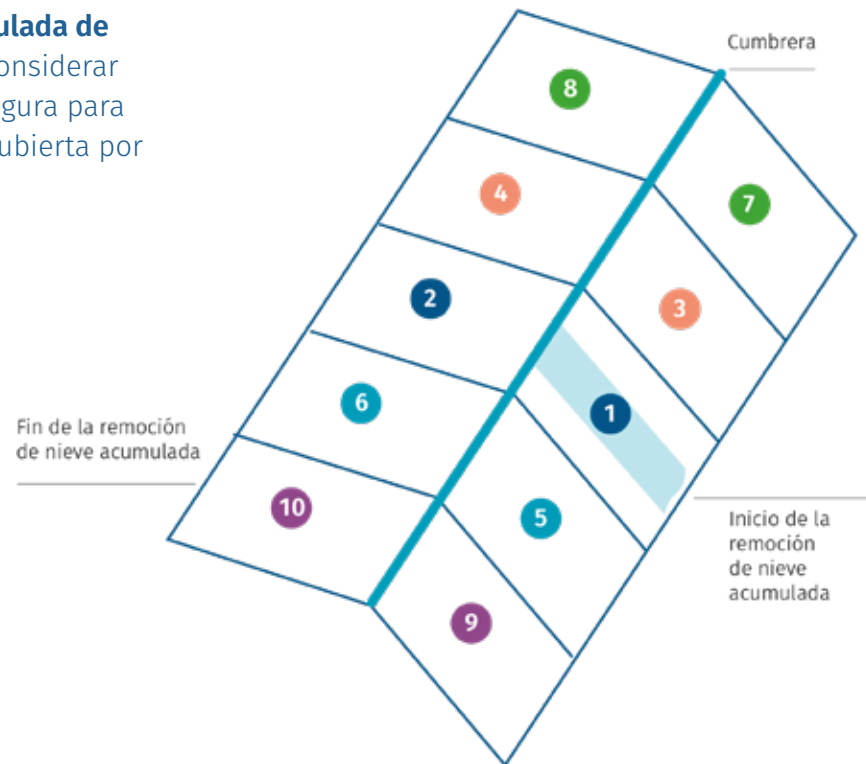 ulada de
onsiderar
gura para
ubierta por
Cumbrera
8
7
4
3
2
1
6
Fin de la remoción
de nieve acumulada
10
5
Inicio de la
remoción
de nieve
acumulada
9